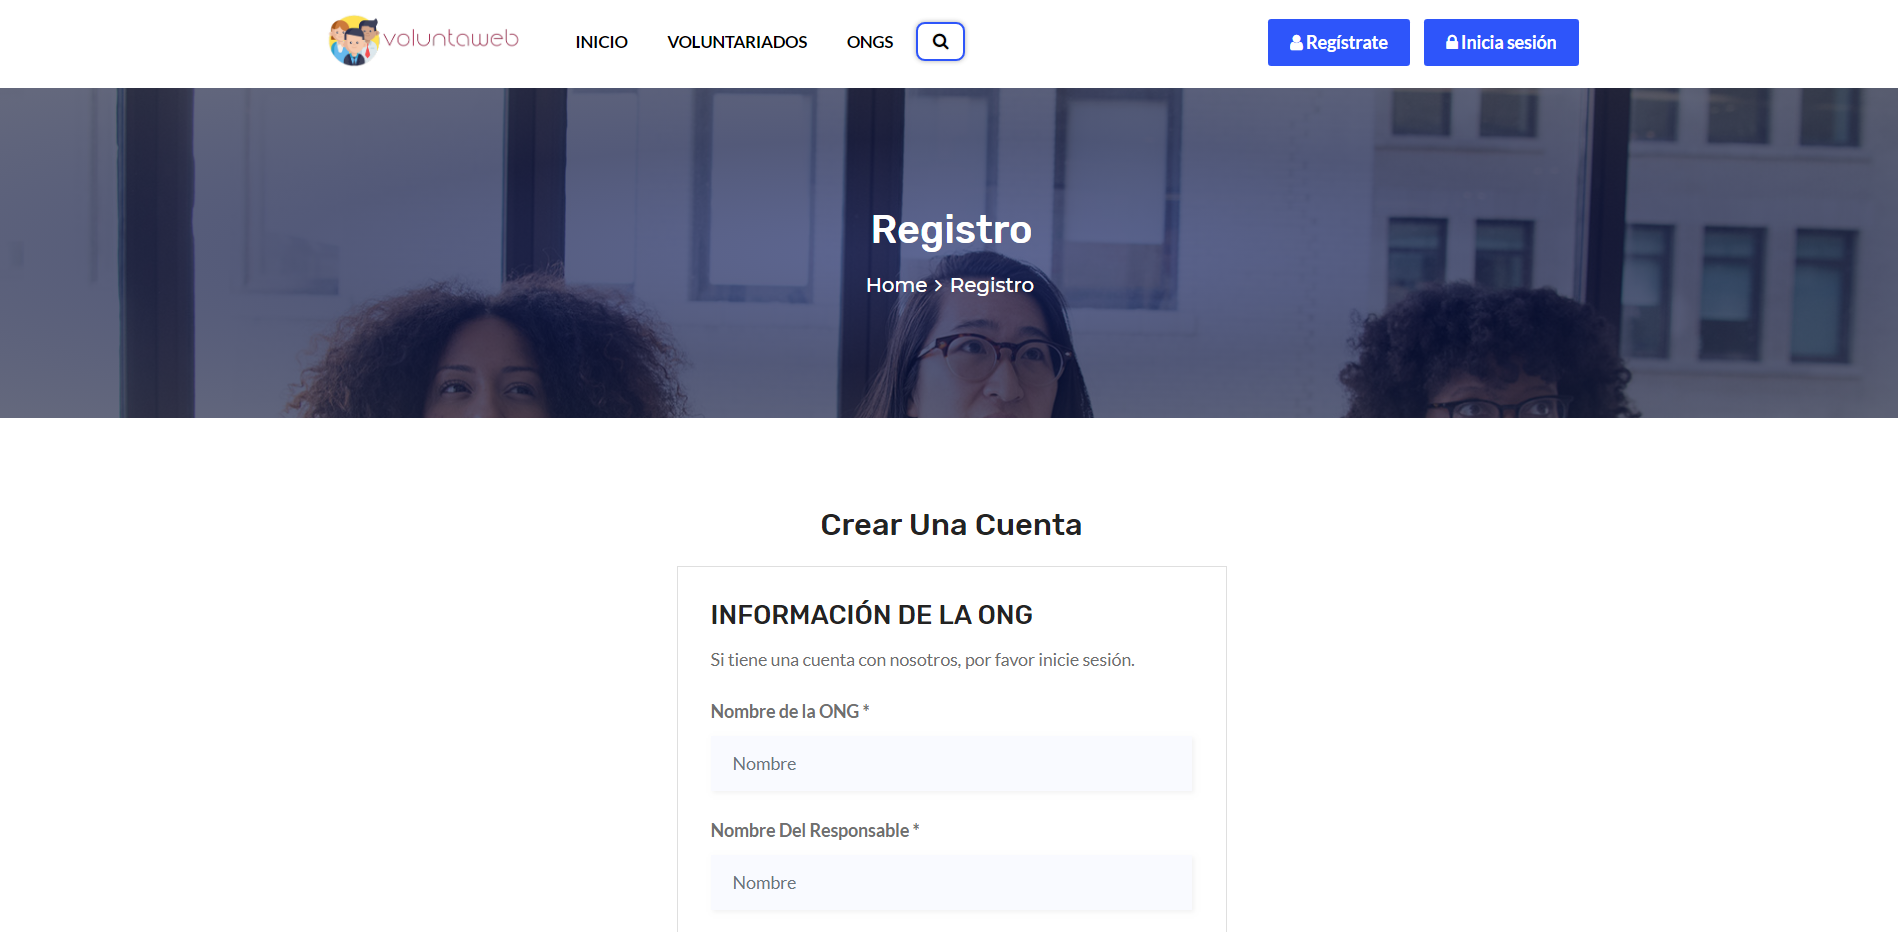 voluntaweb
INICIO
VOLUNTARIADOS
ONGS
Regístrate
Inicia sesión
Registro
Home > Registro
Crear Una Cuenta
INFORMACIÓN DE LA ONG
Si tiene una cuenta con nosotros, por favor inicie sesión.
Nombre de la ONG *
Nombre
Nombre Del Responsable *
Nombre